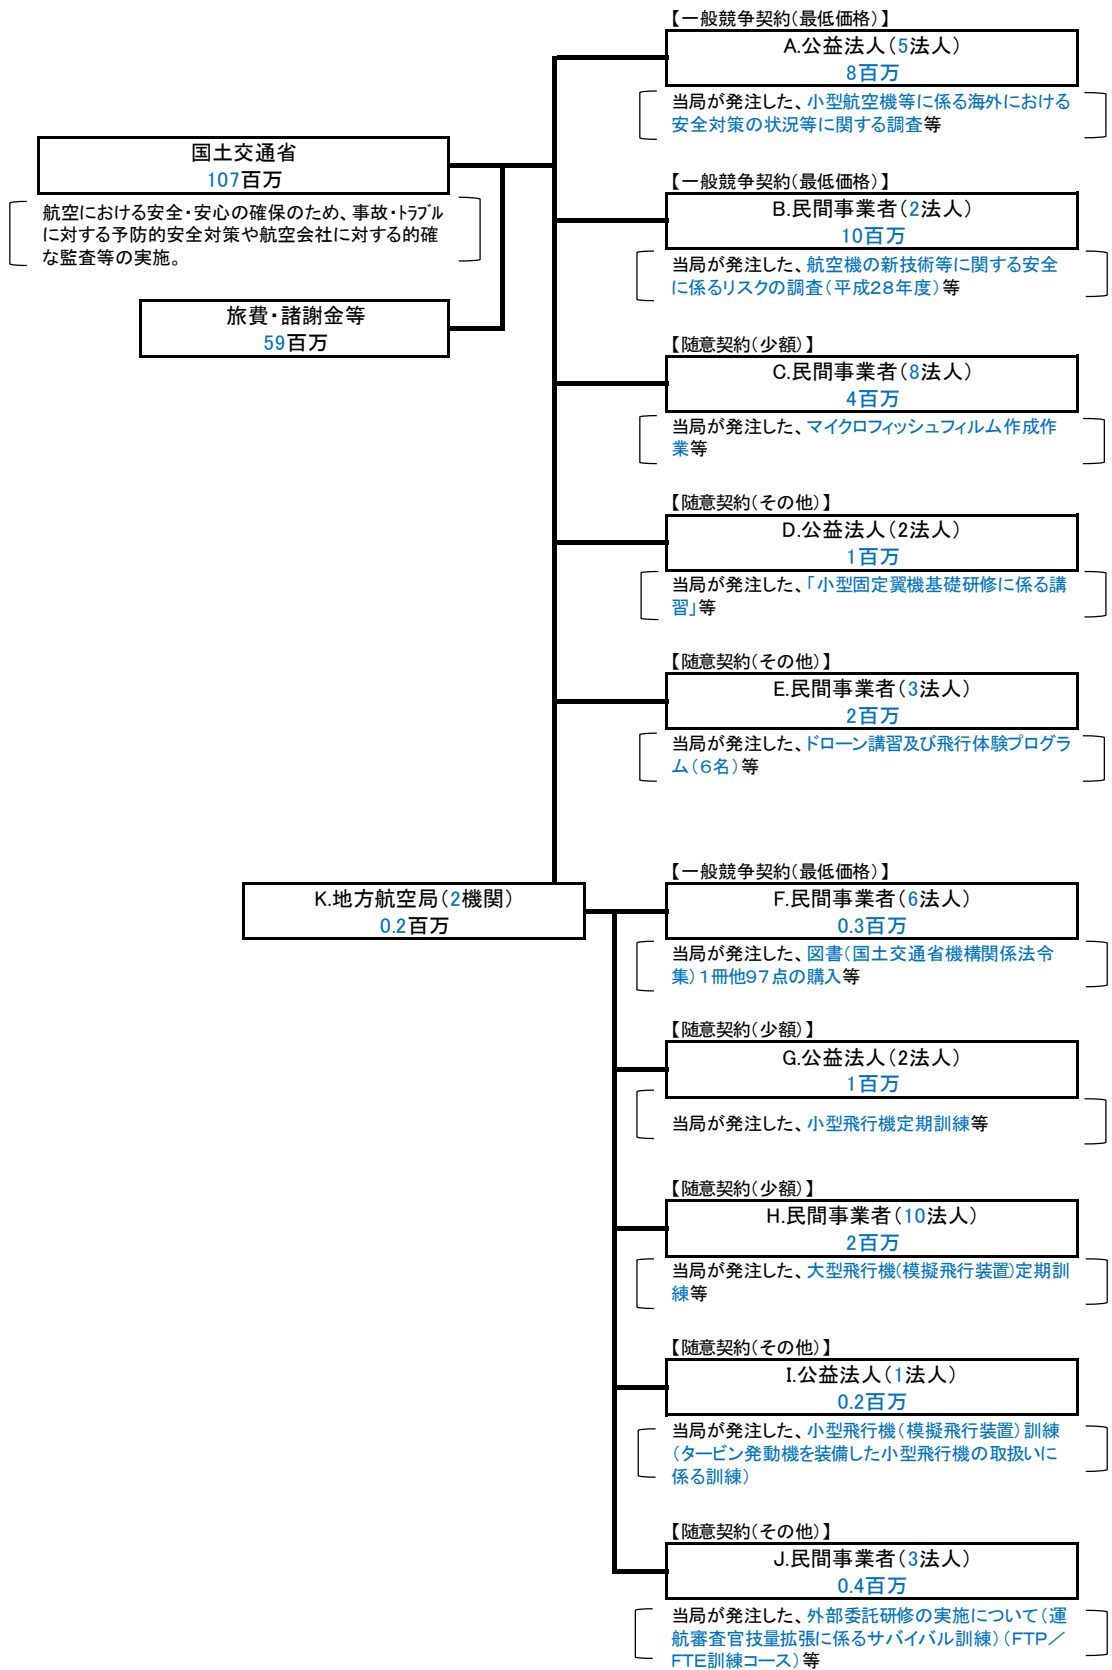 【一般競争契約(最低価格)】
A.公益法人(5法人)
8百万
当局が発注した、小型航空機等に係る海外における
安全対策の状況等に関する調査等
国土交通省
107百万
航空における安全・安心の確保のため、事故・トラブル
に対する予防的安全対策や航空会社に対する的確
な監査等の実施。
旅費・諸謝金等
59百万
【一般競争契約(最低価格)】
B.民間事業者(2法人)
10百万
当局が発注した、航空機の新技術等に関する安全
に係るリスクの調査(平成28年度)等
【随意契約(少額)】
C.民間事業者(8法人)
4百万
当局が発注した、マイクロフィッシュフィルム作成作
業等
【随意契約(その他)】
D.公益法人(2法人)
1百万
当局が発注した、「小型固定翼機基礎研修に係る講
習」等
【随意契約(その他)】
E.民間事業者(3法人)
2百万
当局が発注した、ドローン講習及び飛行体験プログラ
ム(6名)等
K.地方航空局(2機関)
0.2百万
【一般競争契約(最低価格)】
F.民間事業者(6法人)
0.3百万
当局が発注した、図書(国土交通省機構関係法令
集)1冊他97点の購入等
【随意契約(少額)】
G.公益法人(2法人)
1百万
当局が発注した、小型飛行機定期訓練等
【随意契約(少額)】
H.民間事業者(10法人)
2百万
当局が発注した、大型飛行機(模擬飛行装置)定期訓
練等
【随意契約(その他)】
I.公益法人(1法人)
0.2百万
当局が発注した、小型飛行機(模擬飛行装置)訓練
(タービン発動機を装備した小型飛行機の取扱いに
係る訓練)
【随意契約(その他)】
J.民間事業者(3法人)
0.4百万
当局が発注した、外部委託研修の実施について(運
航審査官技量拡張に係るサバイバル訓練)(FTP／
FTE訓練コース)等